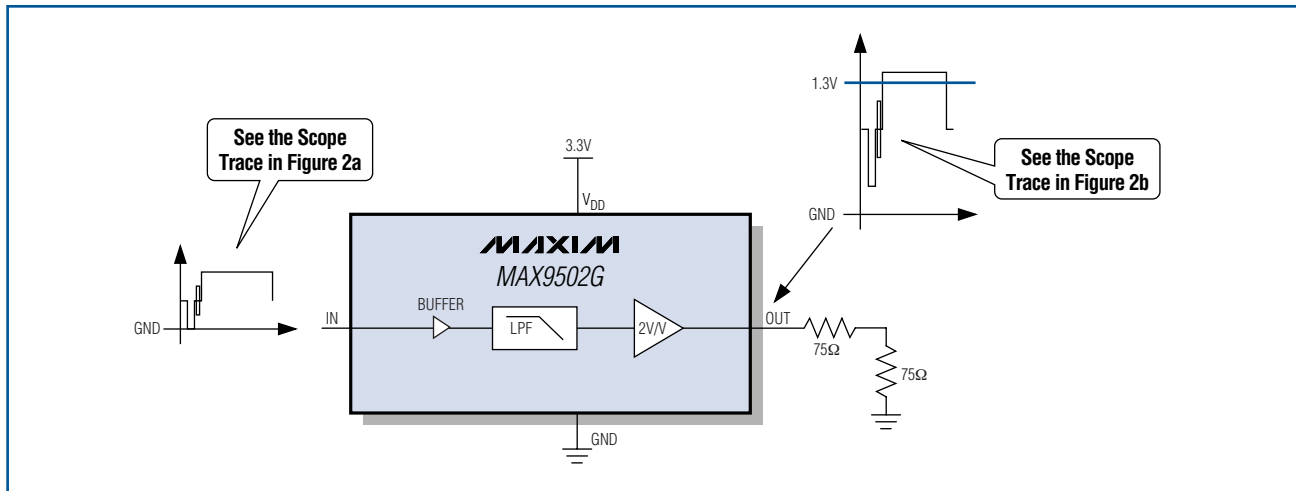 See the Scope
Trace in Figure 2a
GND
3.3V
VDD
MAXIM
MAX9502G
IN
BUFFER
LPF
2V/V
OUT
GND
75Ω
75Ω
1.3V
GND
See the Scope
Trace in Figure 2b